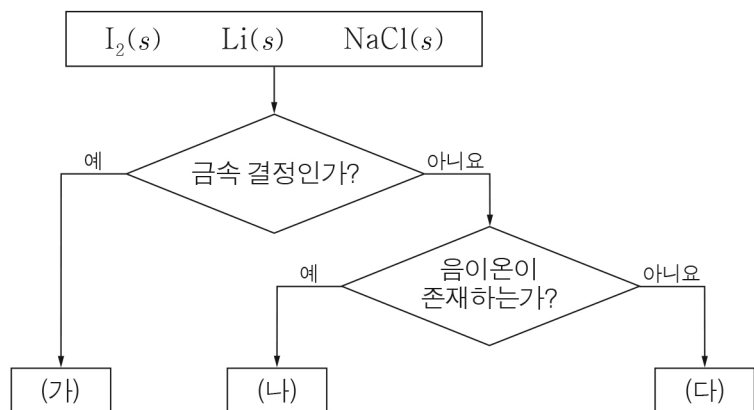 I₂(s) Li(s) NaCl(s)
예
금속 결정인가?
아니요
예
음이온이
존재하는가?
아니요
(가)
(나)
(다)